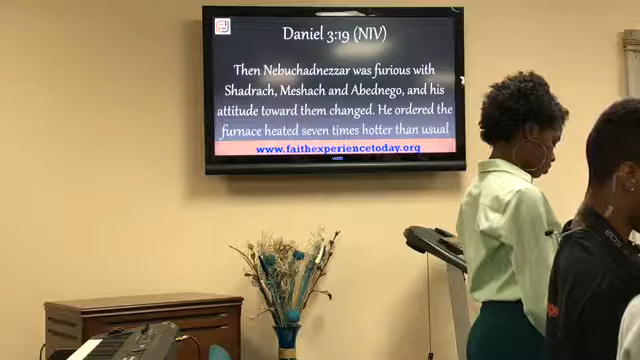 Daniel 3:19 (NIV)
Then Nebuchadnezzar was furious with
Shadrach, Meshach and Abednego, and his
attitude toward them changed. He ordered the
furnace heated seven times hotter than usual
www.faithexperiencetoday.org
VIZIO